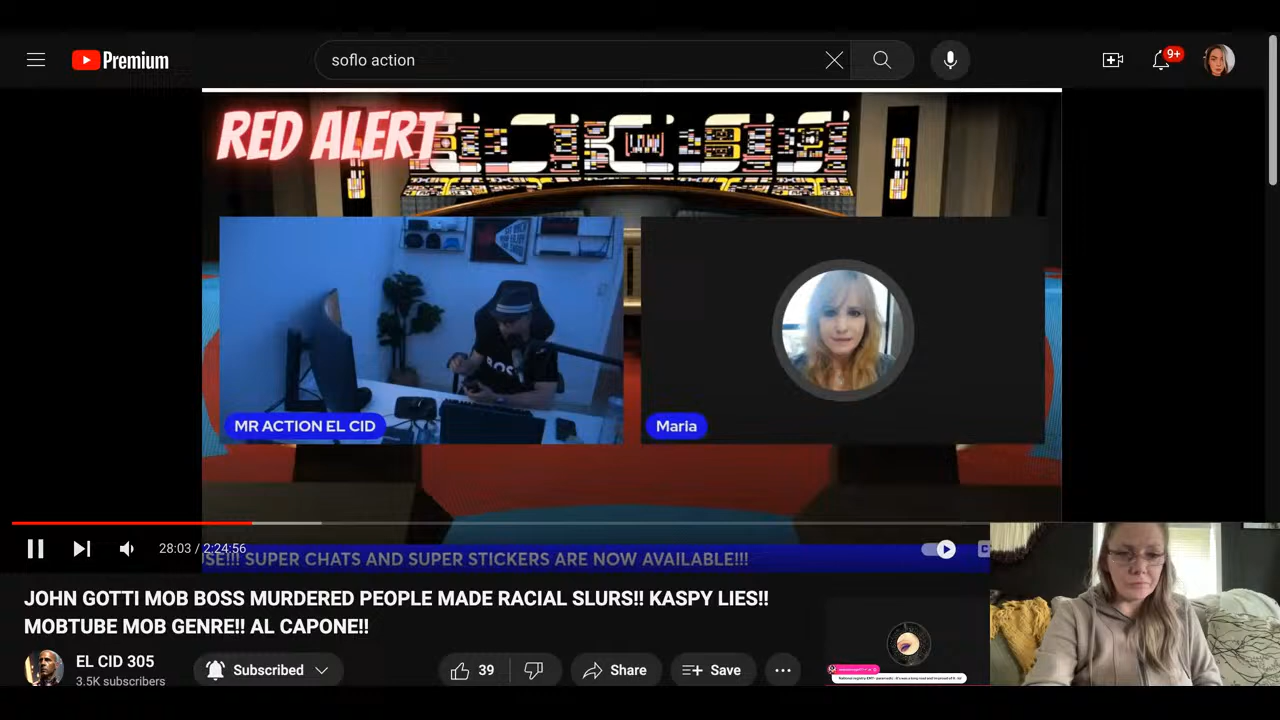 Premium
soflo action
9+
RED ALERT
MR ACTION EL CID
Maria
28:03 / 2:24:56
SE!!! SUPER CHATS AND SUPER STICKERS ARE NOW AVAILABLE!!!
JOHN GOTTI MOB BOSS MURDERED PEOPLE MADE RACIAL SLURS!! KASPY LIES!!
MOBTUBE MOB GENRE!! AL CAPONE!!
EL CID 305
3.5K subscribers
Subscribed
39
Share
Save